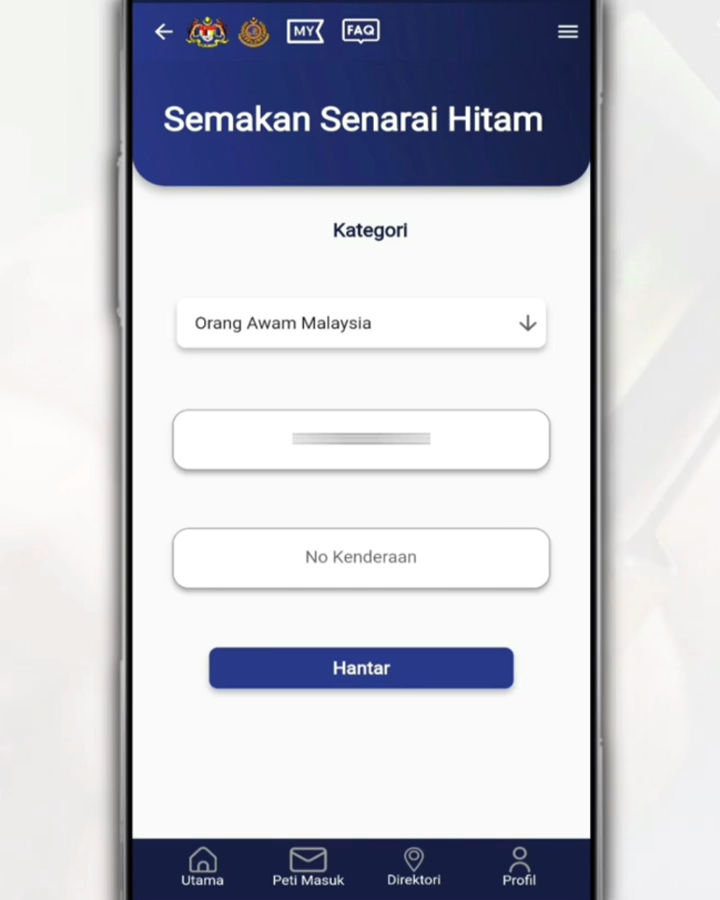 MY
FAQ
Semakan Senarai Hitam
Kategori
Orang Awam Malaysia
No Kenderaan
Hantar
Utama
Peti Masuk
Direktori
Profil